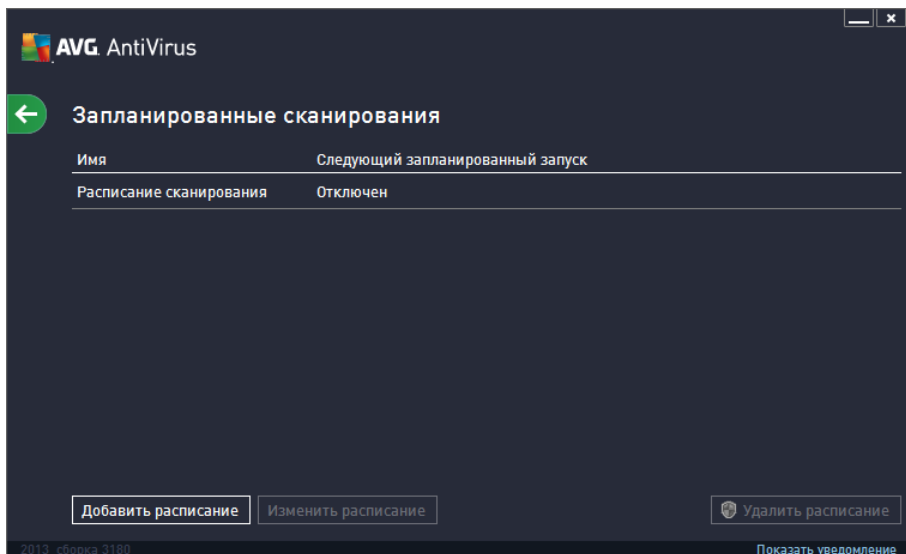 AVG. AntiVirus
Запланированные сканирования
Имя Следующий запланированный запуск
Расписание сканирования Отключен
Добавить расписание Изменить расписание Удалить расписание
2013 сборка 3180 Показать уведомление